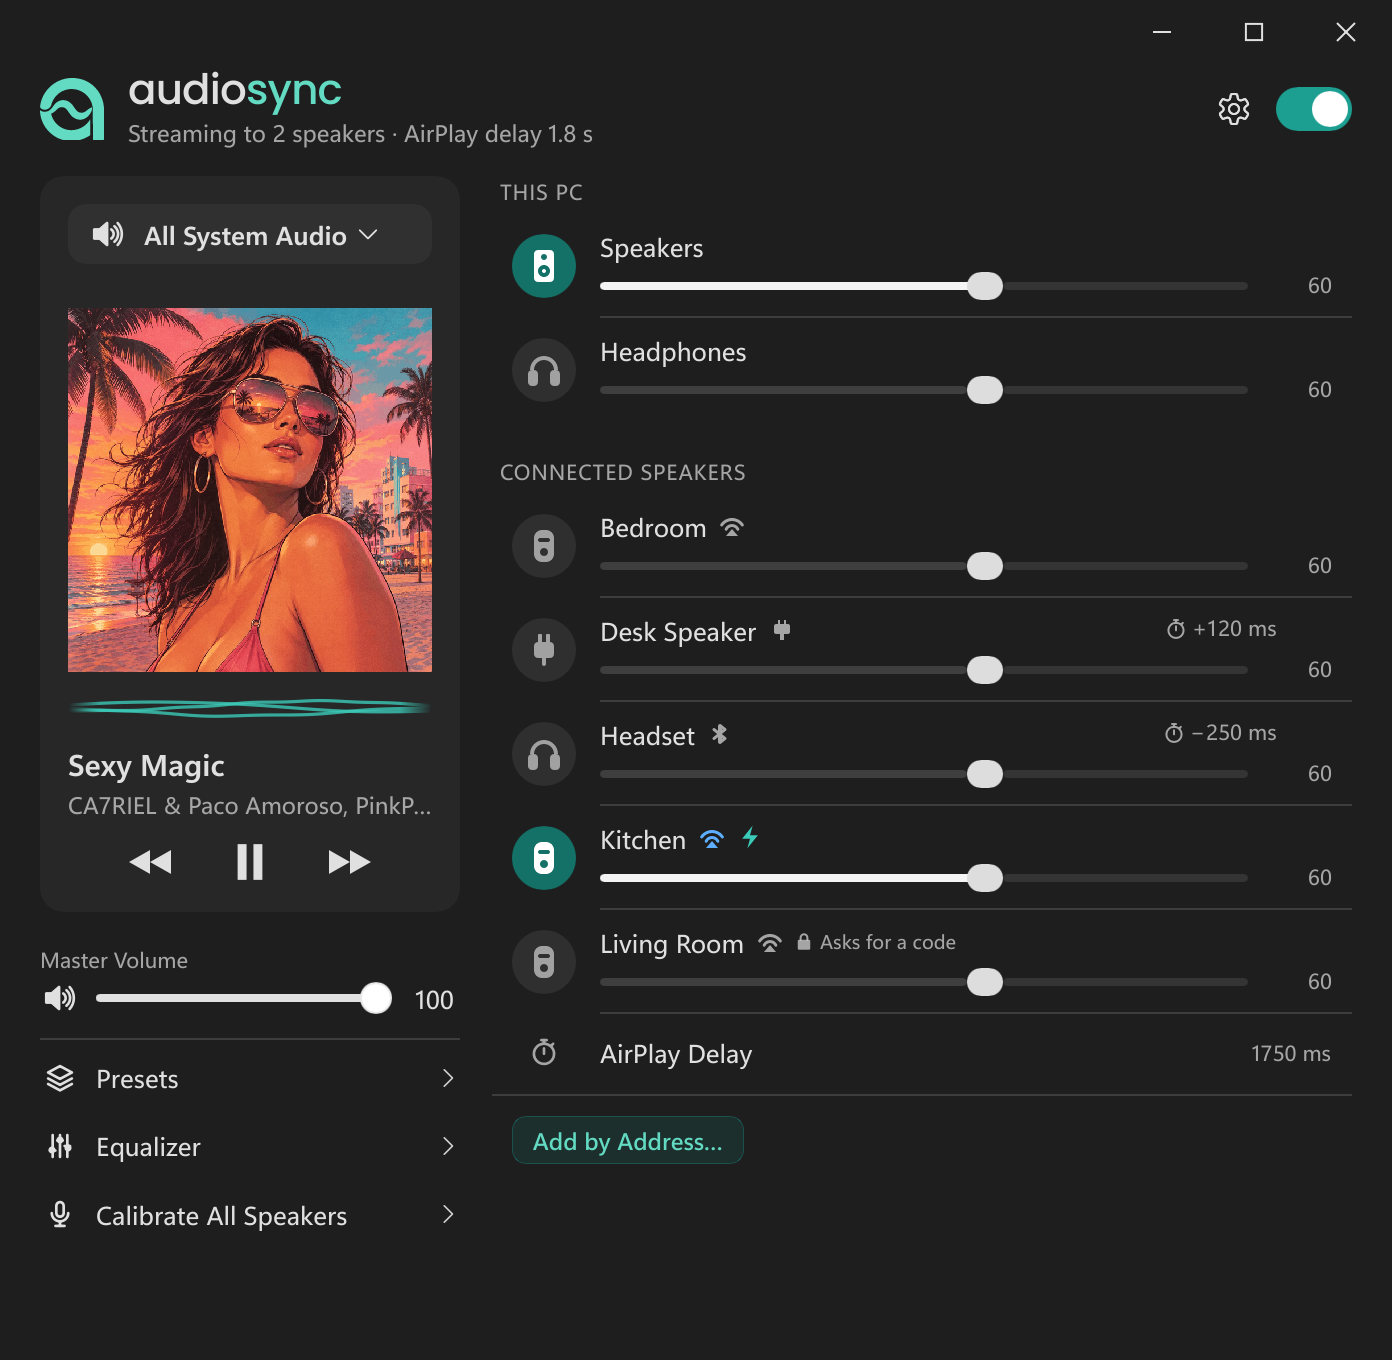 audiosync
Streaming to 2 speakers · AirPlay delay 1.8 s
All System Audio
Sexy Magic
CA7RIEL & Paco Amoroso, PinkP...
Master Volume
100
Presets
Equalizer
Calibrate All Speakers
THIS PC
Speakers
60
Headphones
60
CONNECTED SPEAKERS
Bedroom
60
Desk Speaker
+120 ms
60
Headset
−250 ms
60
Kitchen
60
Living Room
Asks for a code
60
AirPlay Delay
1750 ms
Add by Address...